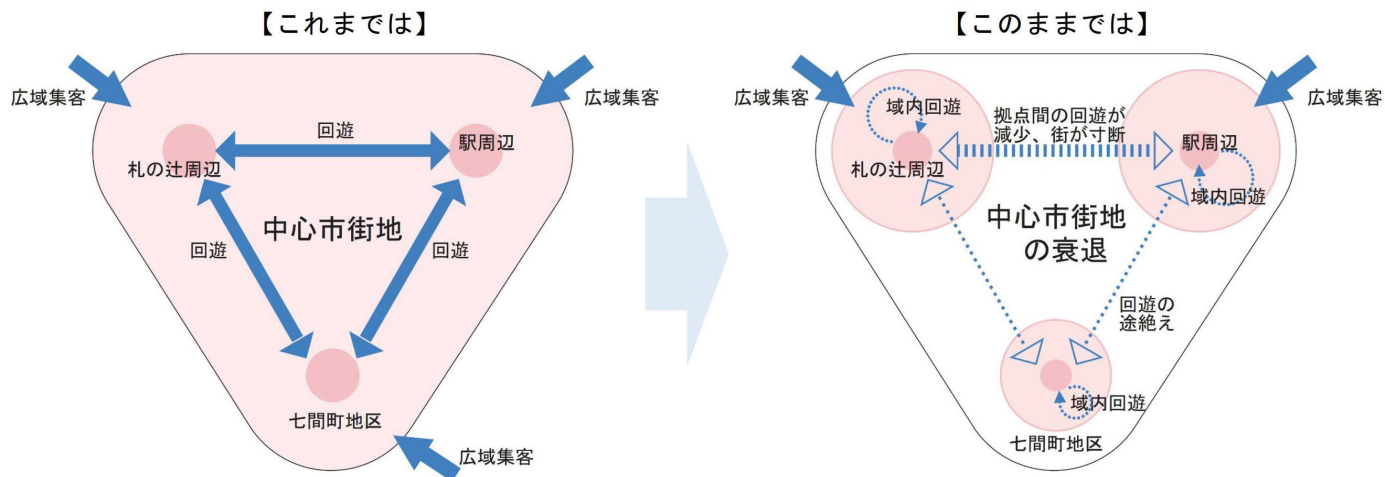 【これまでは】
広域集客
広域集客
回遊
札の辻周辺
駅周辺
中心市街地
回遊
回遊
七間町地区
広域集客
【このままでは】
広域集客
広域集客
域内回遊
拠点間の回遊が
減少、街が寸断
札の辻周辺
駅周辺
域内回遊
中心市街地
の衰退
回遊の
途絶え
域内回遊
七間町地区